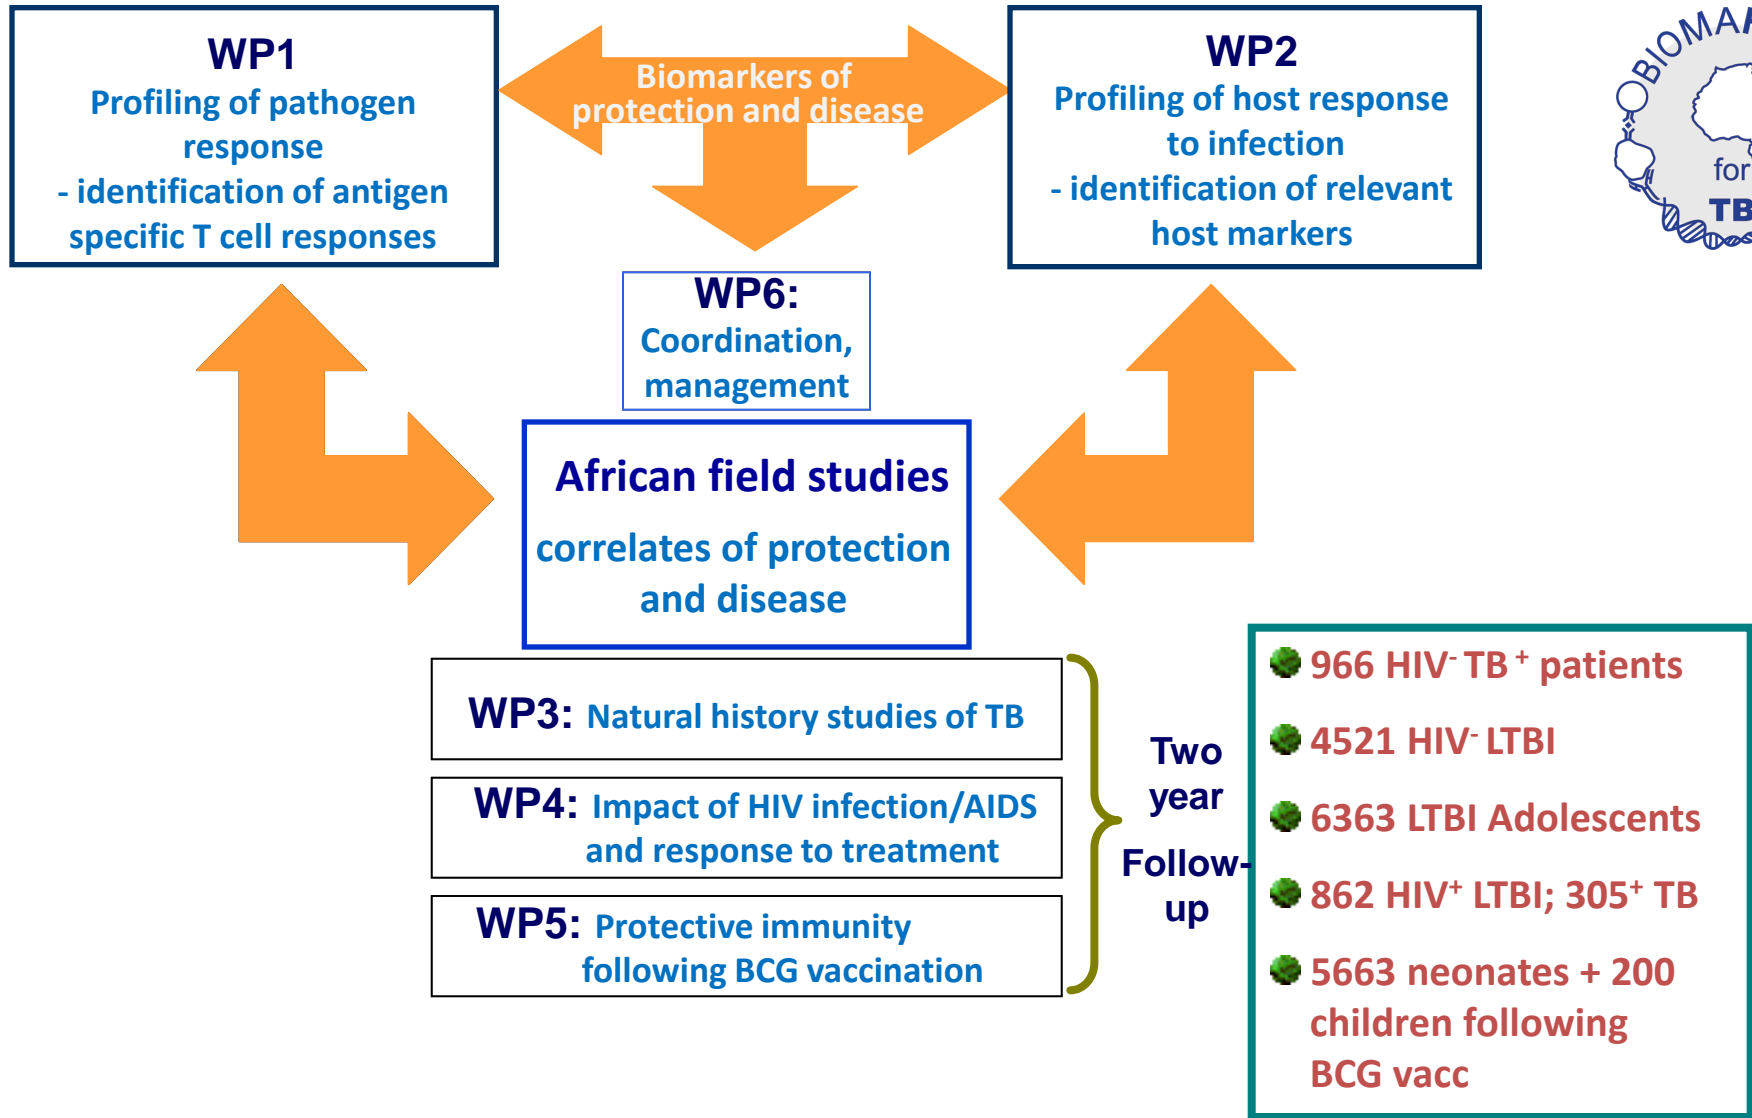 WP1
Profiling of pathogen
response
- identification of antigen
specific T cell responses
Biomarkers of
protection and disease
WP2
Profiling of host response
to infection
- identification of relevant
host markers
for
TB
WP6:
Coordination,
management
African field studies
correlates of protection
and disease
WP3: Natural history studies of TB
WP4: Impact of HIV infection/AIDS
and response to treatment
WP5: Protective immunity
following BCG vaccination
Two
year
Follow-
up
966 HIV⁻ TB⁺ patients
4521 HIV⁻ LTBI
6363 LTBI Adolescents
862 HIV⁺ LTBI; 305⁺ TB
5663 neonates + 200
children following
BCG vacc